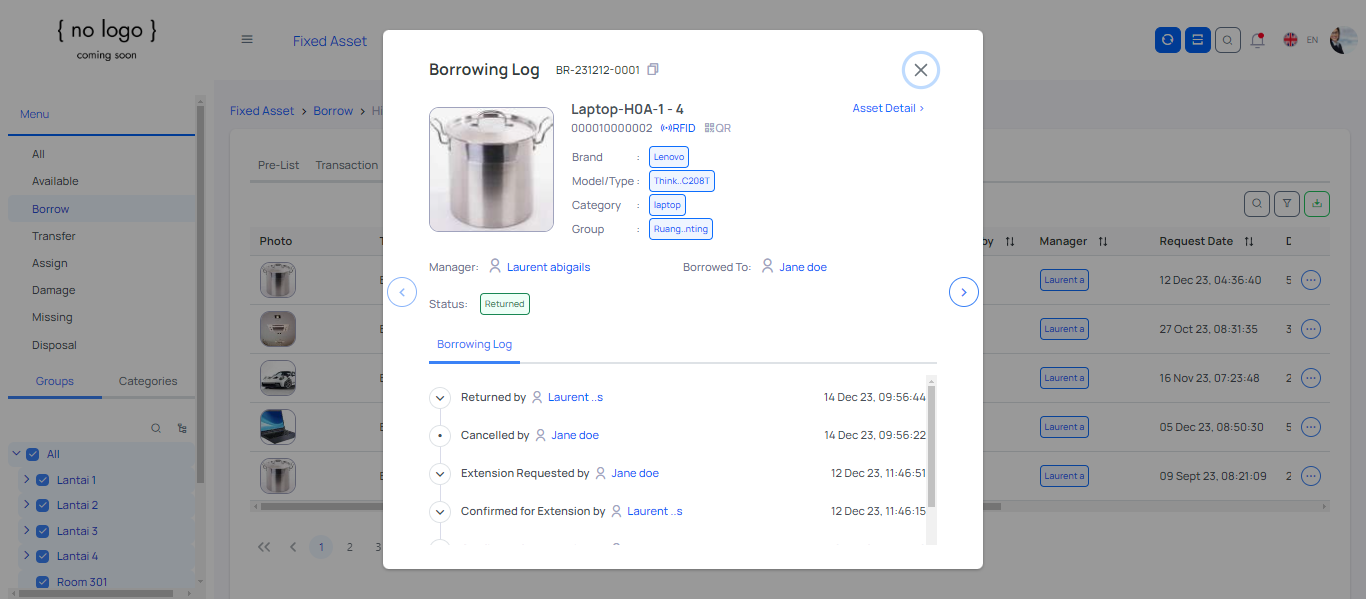 { no logo }
coming soon
Fixed Asset
EN
Menu
All
Available
Borrow
Transfer
Assign
Damage
Missing
Disposal
Groups
Categories
All
Lantai 1
Lantai 2
Lantai 3
Lantai 4
Room 301
Fixed Asset > Borrow >
Pre-List
Transaction
Photo
by
Manager
Request Date
Laurent a
12 Dec 23, 04:36:40
5
Laurent a
27 Oct 23, 08:31:35
3
Laurent a
16 Nov 23, 07:23:48
2
Laurent a
05 Dec 23, 08:50:30
5
Laurent a
09 Sept 23, 08:21:09
2
1
2
3
Borrowing Log BR-231212-0001
Laptop-H0A-1 - 4
Asset Detail >
000010000002 RFID QR
Brand : Lenovo
Model/Type : Think..C208T
Category : laptop
Group : Ruang..nting
Manager: Laurent abigails
Borrowed To: Jane doe
Status: Returned
Borrowing Log
Returned by Laurent ..s 14 Dec 23, 09:56:44
Cancelled by Jane doe 14 Dec 23, 09:56:22
Extension Requested by Jane doe 12 Dec 23, 11:46:51
Confirmed for Extension by Laurent ..s 12 Dec 23, 11:46:15